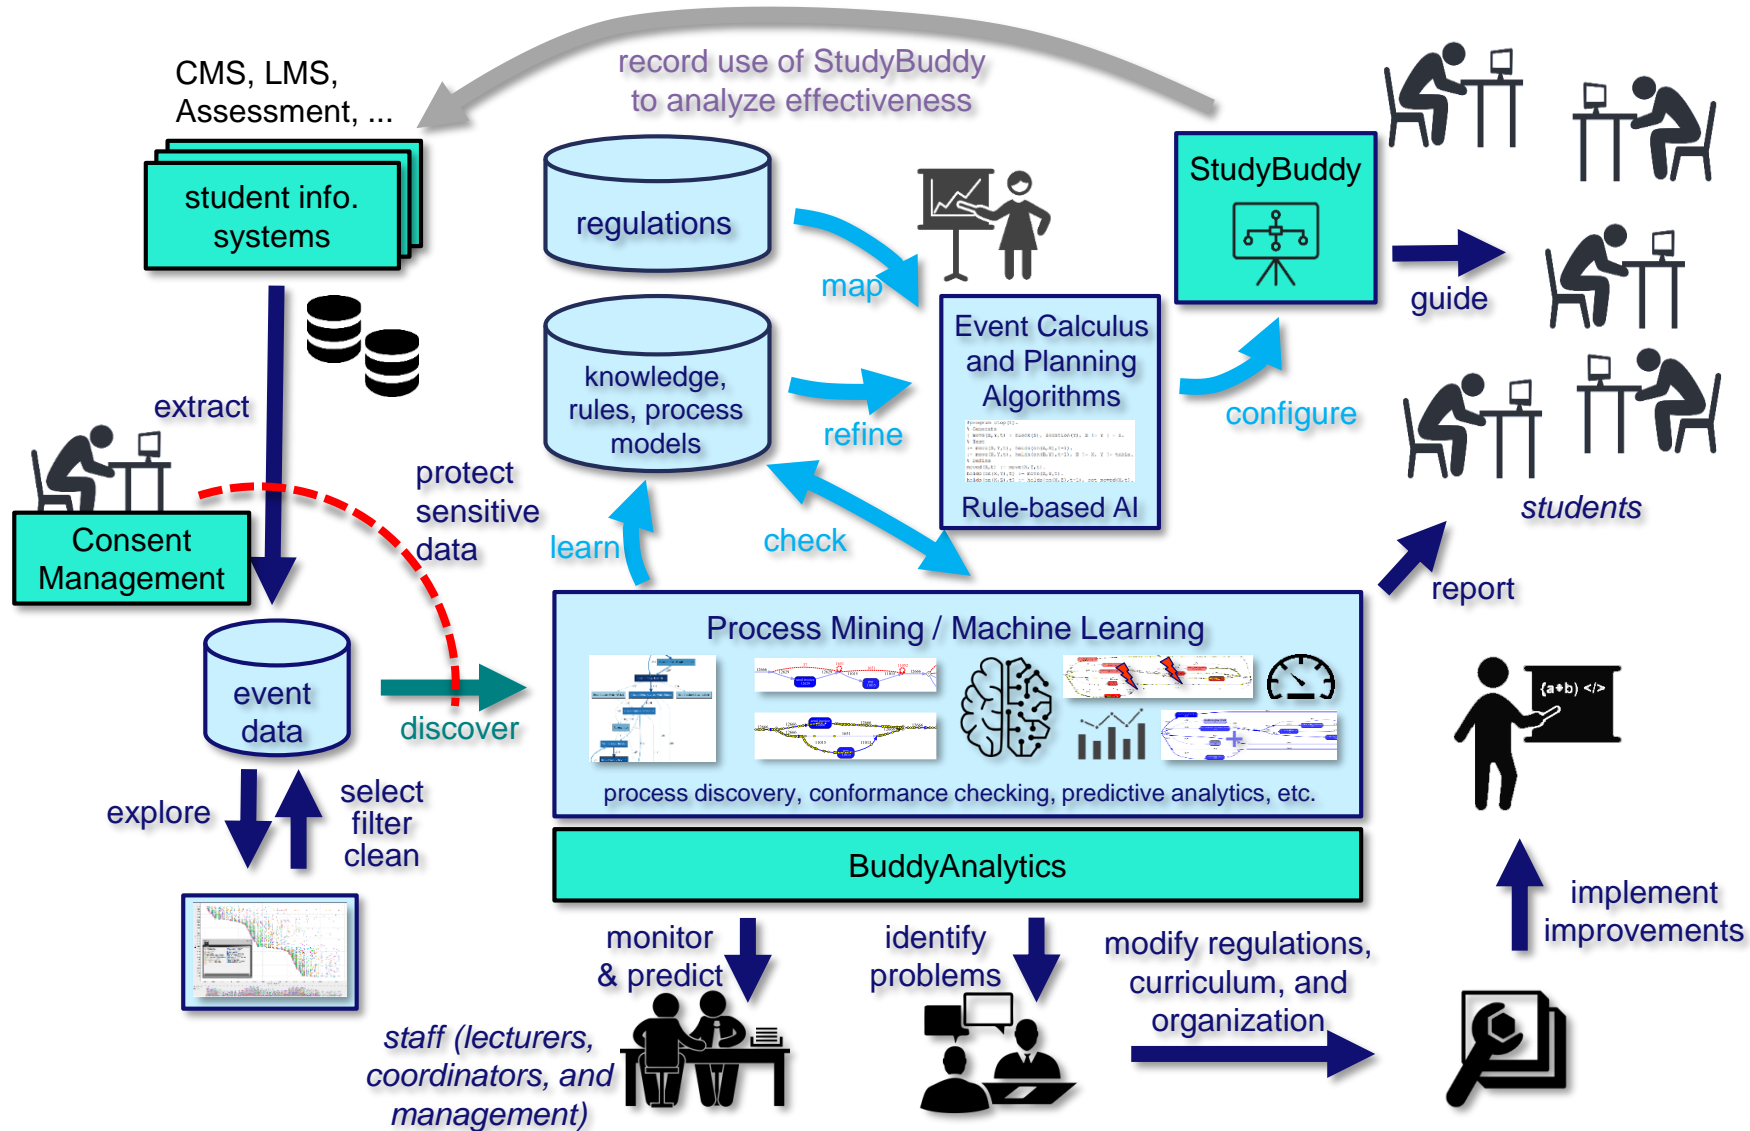 CMS, LMS,
Assessment, ...
student info.
systems
record use of StudyBuddy
to analyze effectiveness
regulations
map
StudyBuddy
guide
knowledge,
rules, process
models
refine
Event Calculus
and Planning
Algorithms
Rule-based AI
configure
students
extract
Consent
Management
protect
sensitive
data
learn
check
report
event
data
discover
Process Mining / Machine Learning
process discovery, conformance checking, predictive analytics, etc.
{a*b) </>
explore
select
filter
clean
BuddyAnalytics
monitor
& predict
identify
problems
modify regulations,
curriculum, and
organization
implement
improvements
staff (lecturers,
coordinators, and
management)